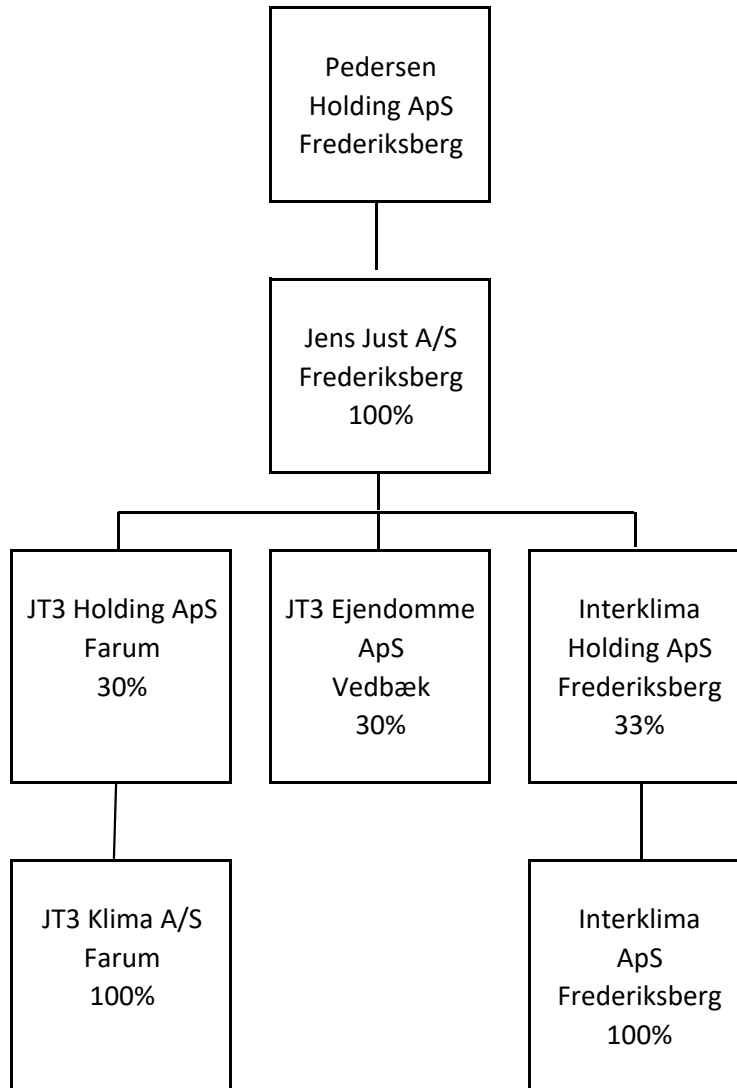 Pedersen
Holding ApS
Frederiksberg
Jens Just A/S
Frederiksberg
100%
JT3 Holding ApS
Farum
30%
JT3 Ejendomme
ApS
Vedbæk
30%
Interklima
Holding ApS
Frederiksberg
33%
JT3 Klima A/S
Farum
100%
Interklima
ApS
Frederiksberg
100%